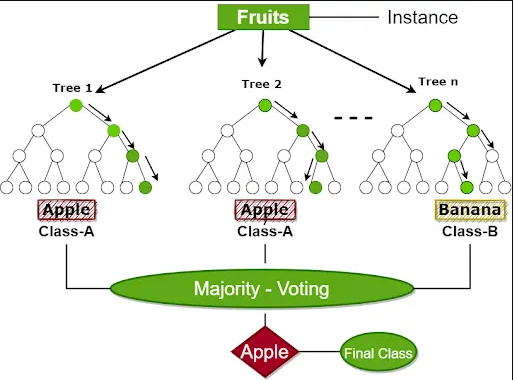 Fruits
Instance
Tree 1
Tree 2
Tree n
Apple
Apple
Banana
Class-A
Class-A
Class-B
Majority - Voting
Apple
Final Class